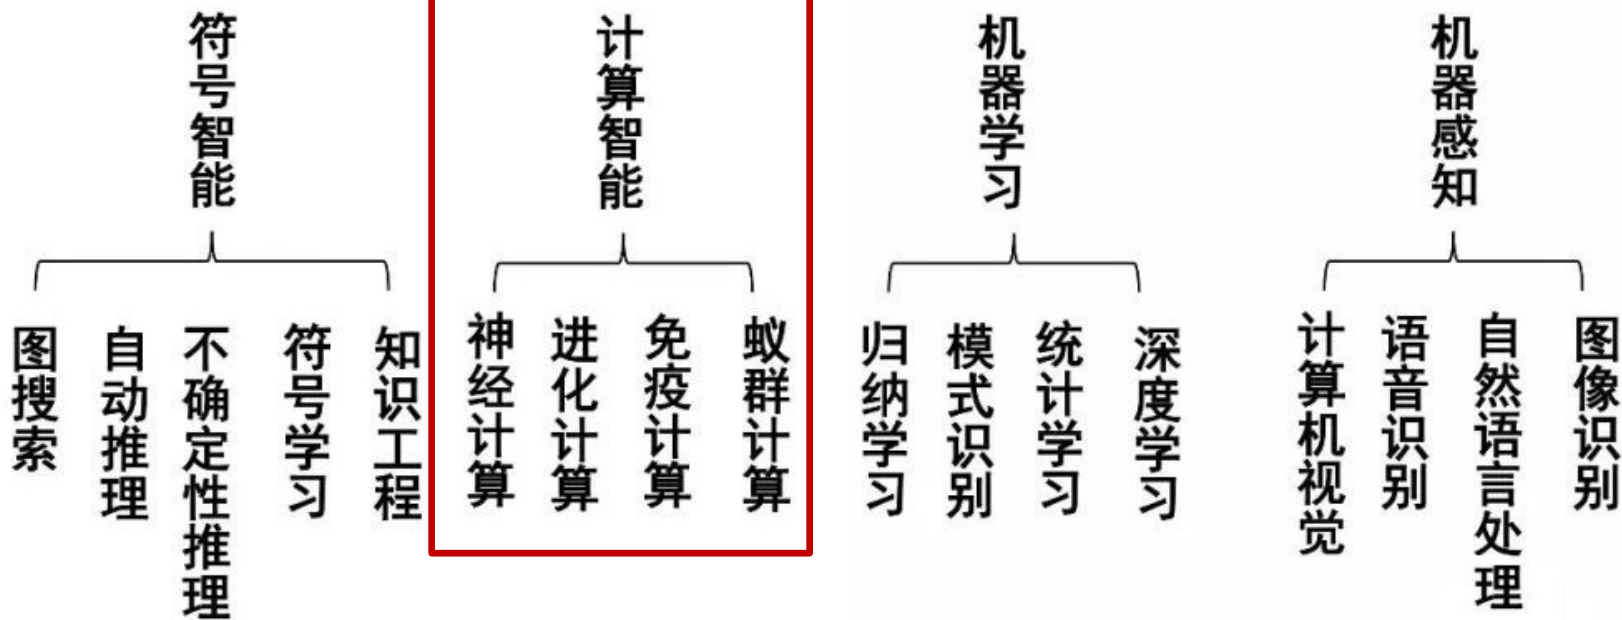 符号智能
图搜索
自动推理
不确定性推理
符号学习
知识工程
计算智能
神经计算
进化计算
免疫计算
蚁群计算
机器学习
归纳学习
模式识别
统计学习
深度学习
机器感知
计算机视觉
语音识别
自然语言处理
图像识别